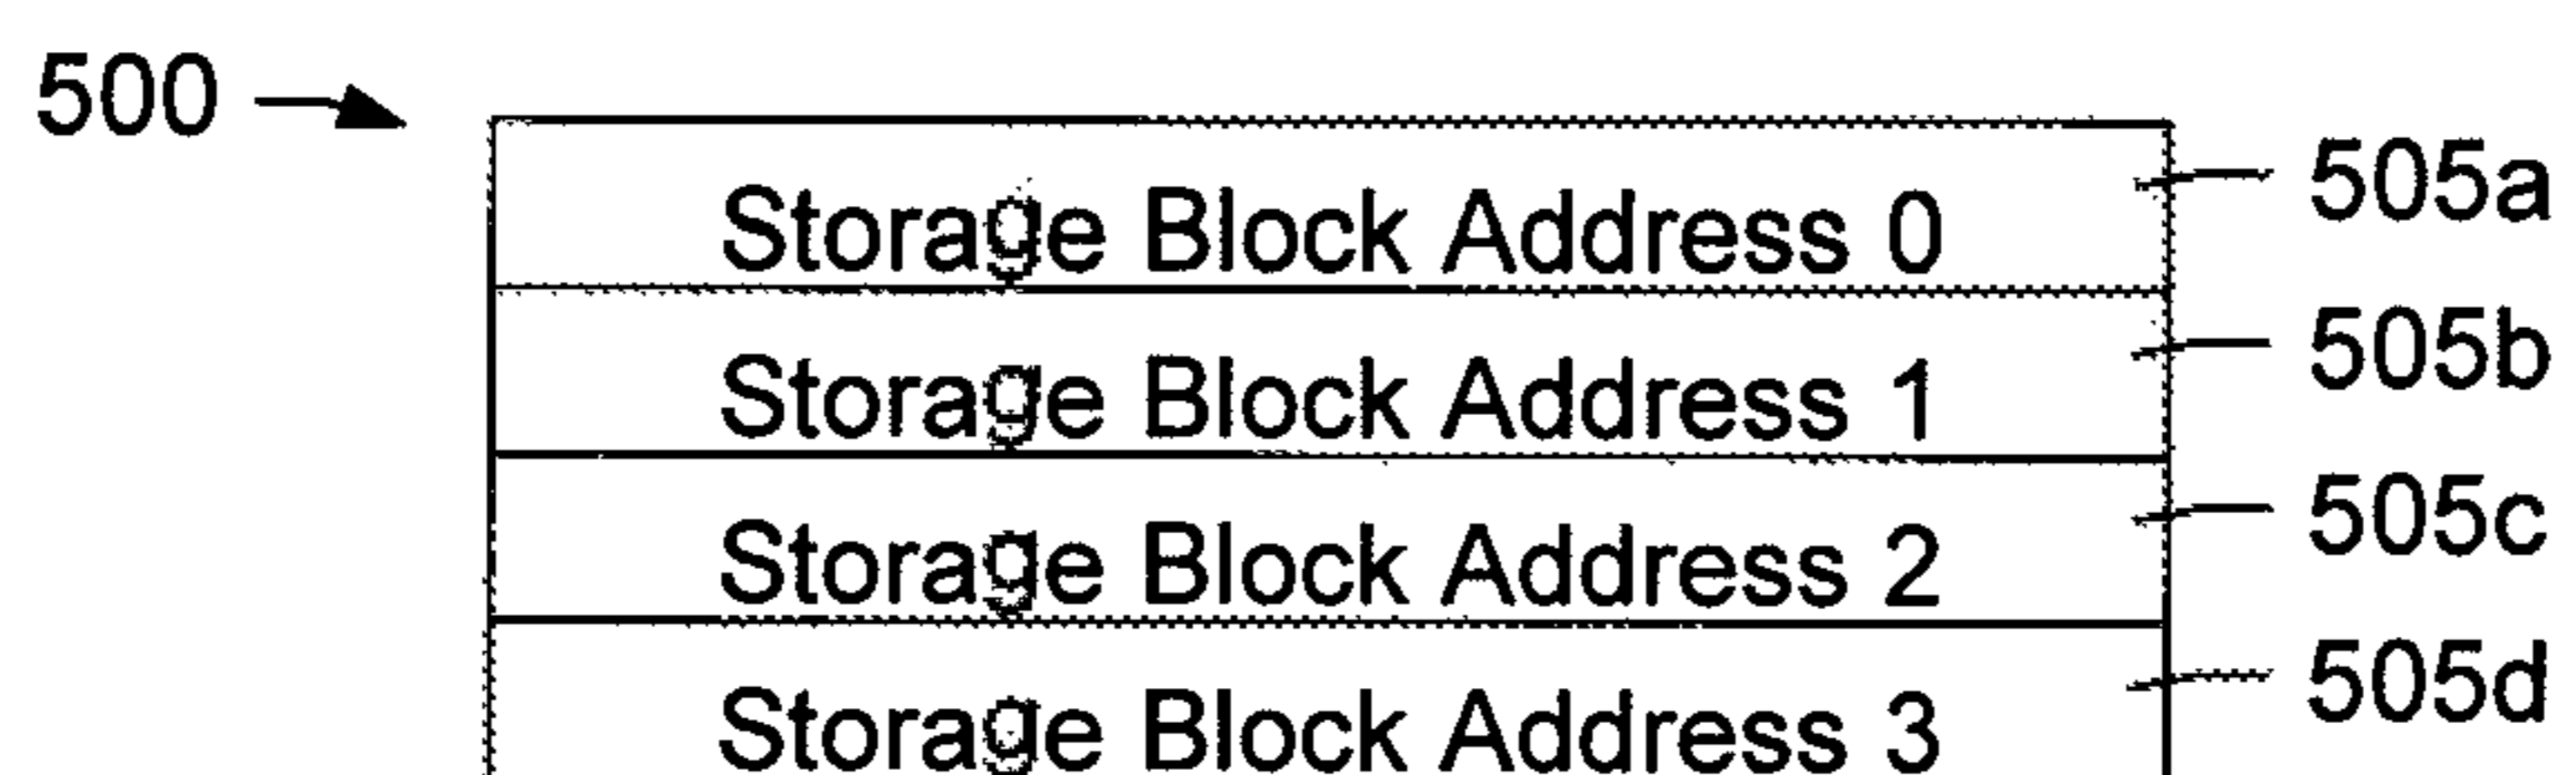 500
Storage Block Address 0 505a
Storage Block Address 1 505b
Storage Block Address 2 505c
Storage Block Address 3 505d